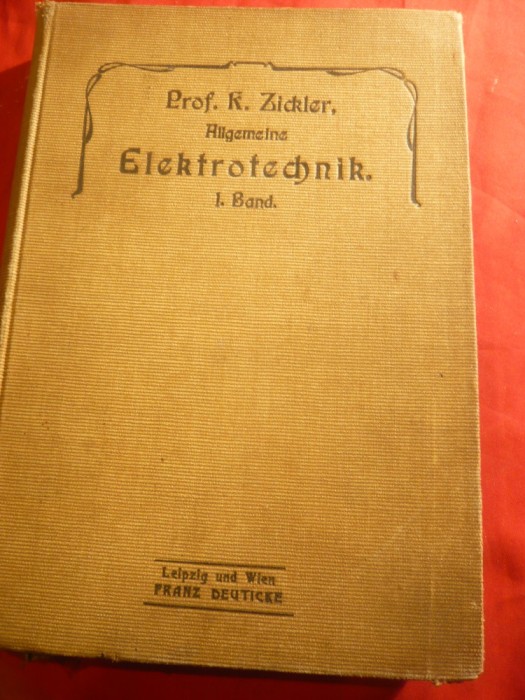 Prof. K. Zickler,
Allgemeine
Elektrotechnik.
I. Band.
Leipzig und Wien
FRANZ DEUTICKE